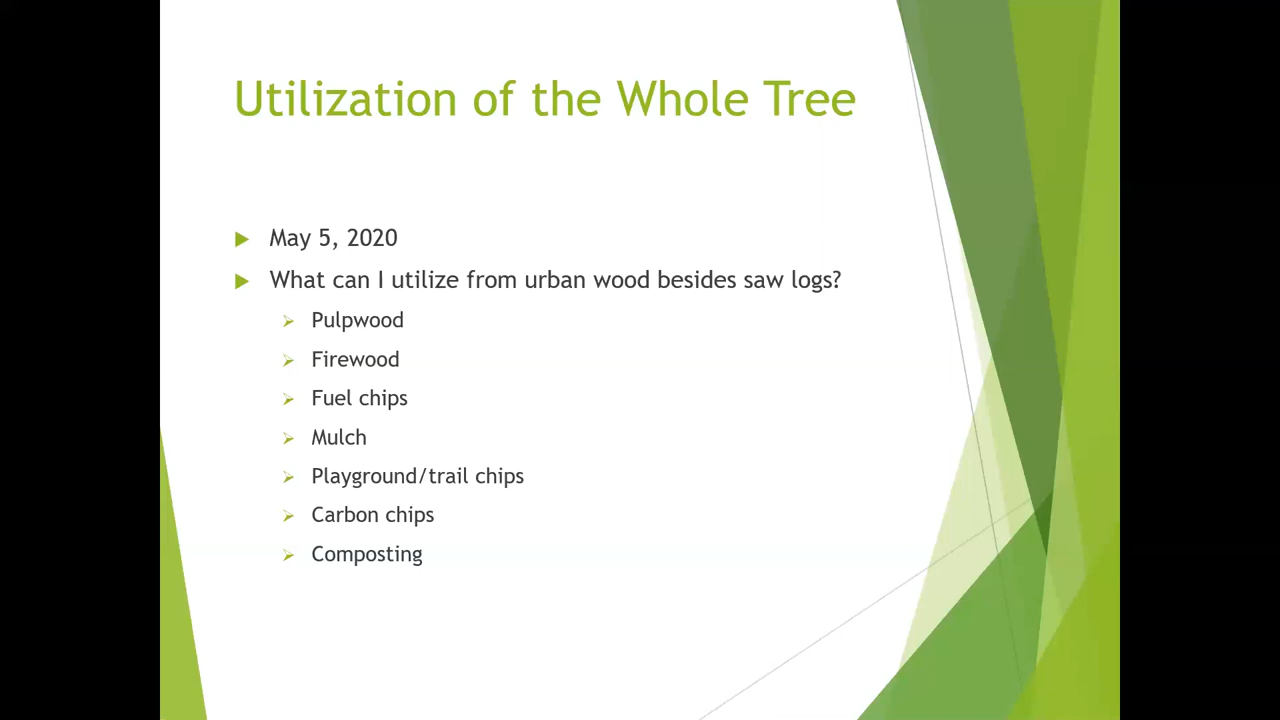 Utilization of the Whole Tree
May 5, 2020
What can I utilize from urban wood besides saw logs?
Pulpwood
Firewood
Fuel chips
Mulch
Playground/trail chips
Carbon chips
Composting